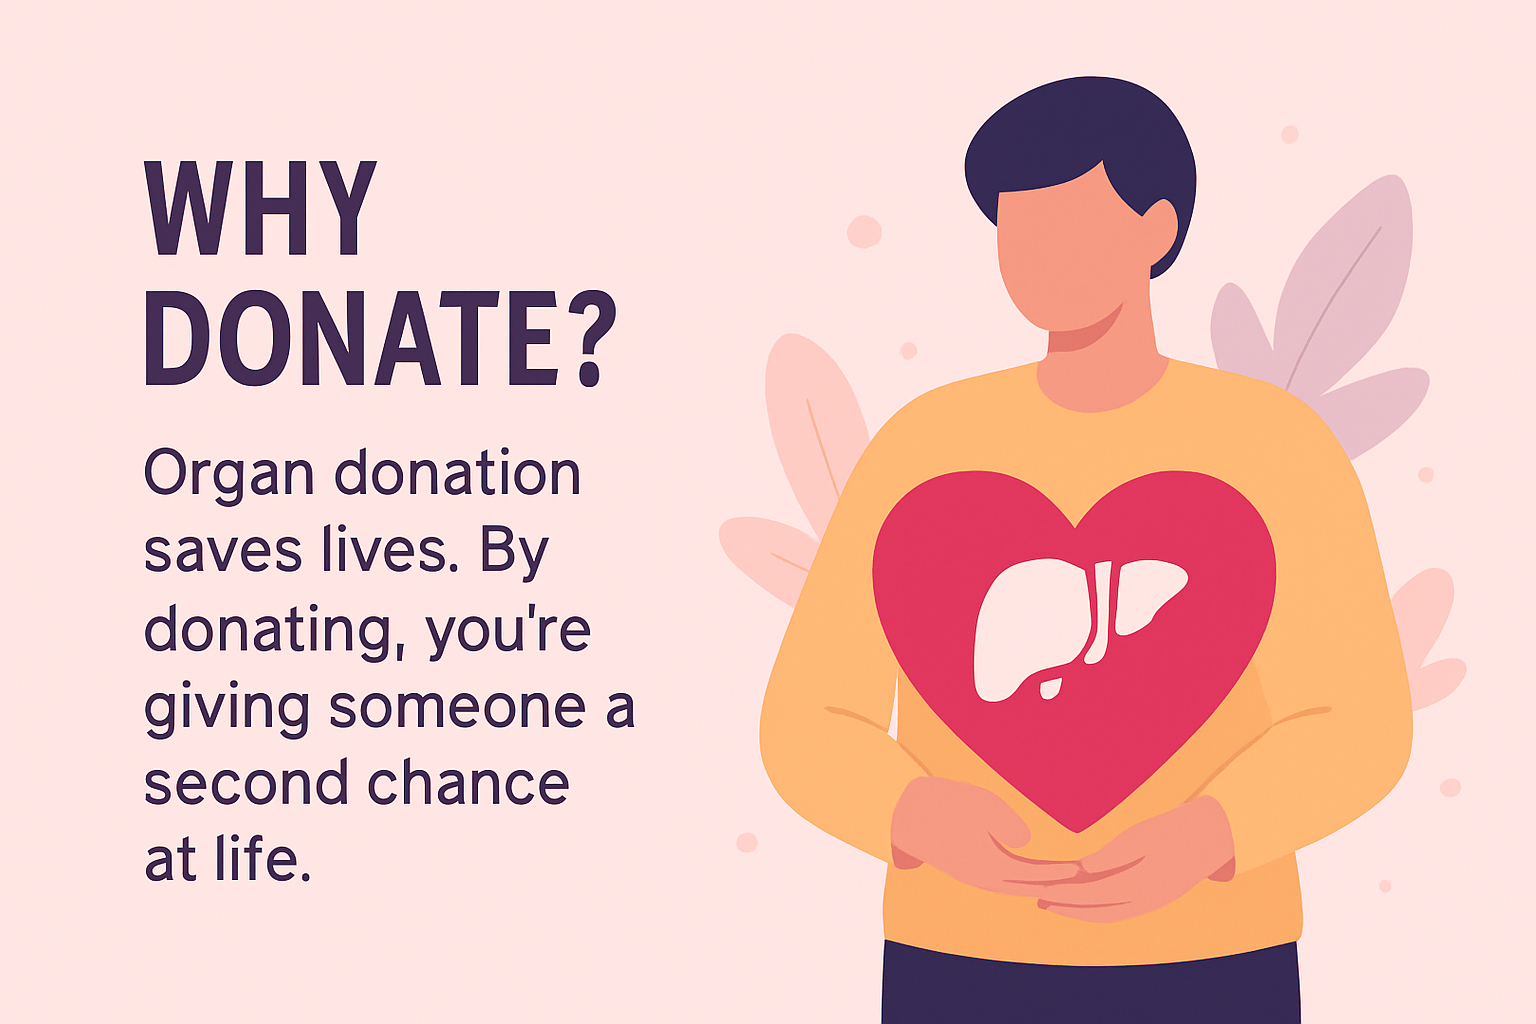 WHY
DONATE?
Organ donation
saves lives. By
donating, you're
giving someone a
second chance
at life.